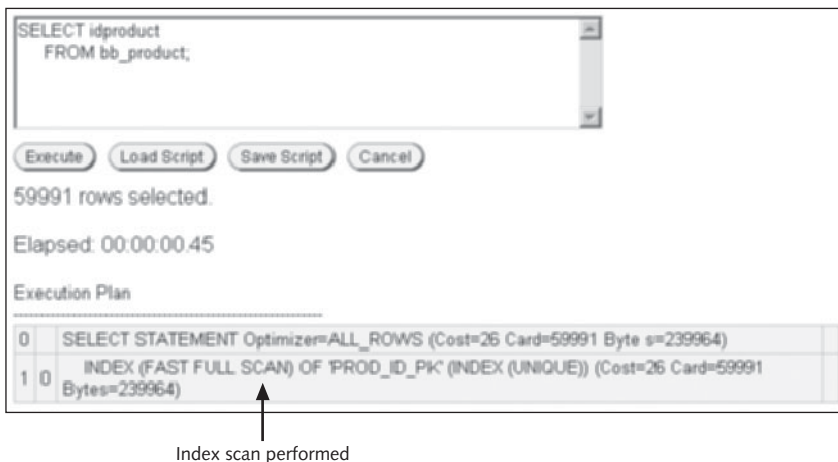 SELECT idproduct
FROM bb_product;
Execute Load Script Save Script Cancel
59991 rows selected.
Elapsed: 00:00:00.45
Execution Plan
----------------------------------------------------------
0 SELECT STATEMENT Optimizer=ALL_ROWS (Cost=26 Card=59991 Byte s=239964)
1 0 INDEX (FAST FULL SCAN) OF 'PROD_ID_PK' (INDEX (UNIQUE)) (Cost=26 Card=59991
Bytes=239964)
Index scan performed